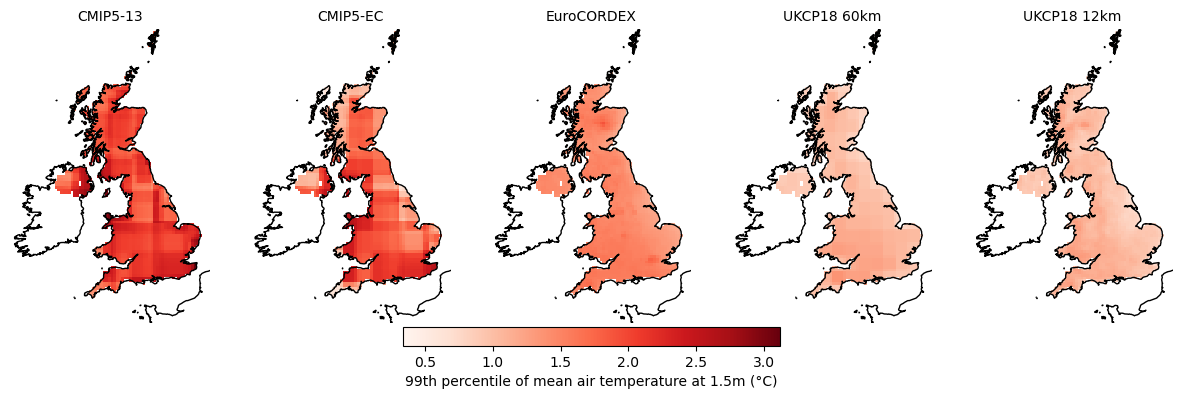 CMIP5-13
CMIP5-EC
EuroCORDEX
UKCP18 60km
UKCP18 12km
0.5
1.0
1.5
2.0
2.5
3.0
99th percentile of mean air temperature at 1.5m (°C)